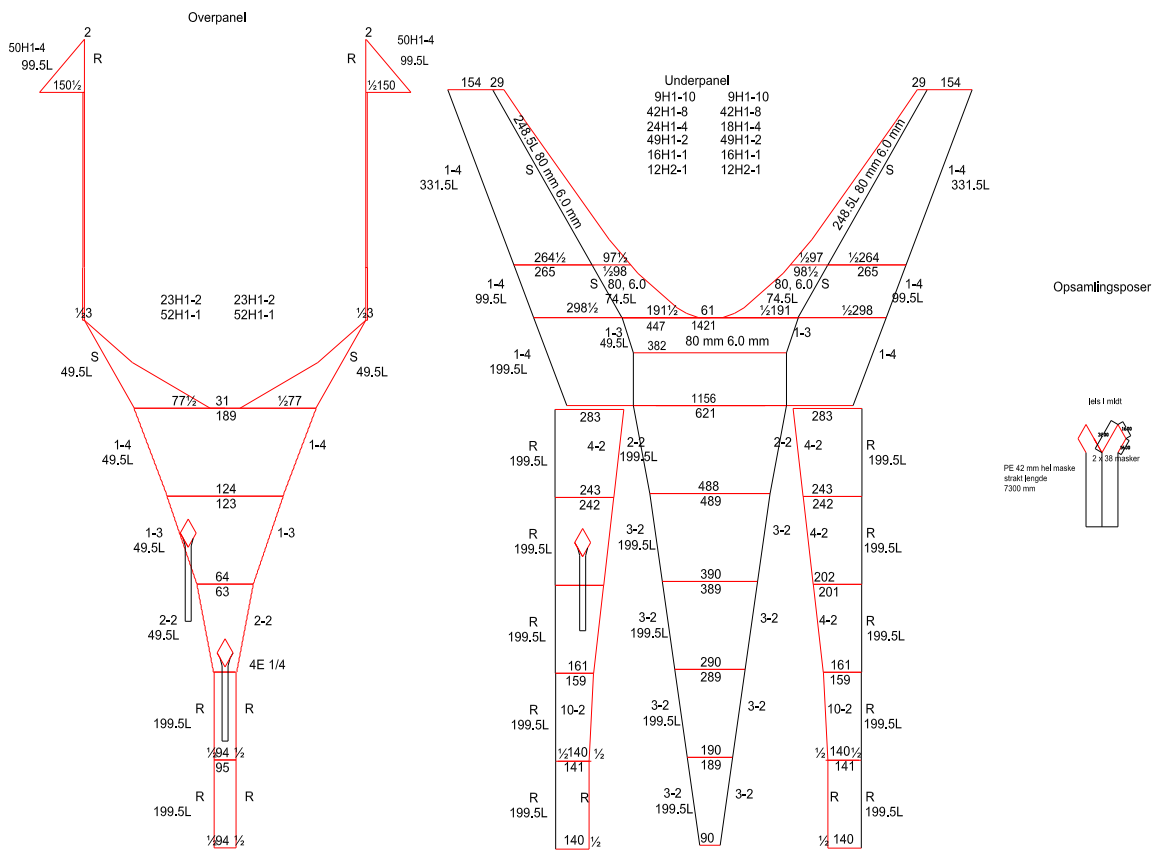 Overpanel
2
2
50H1-4
99.5L
R
R
50H1-4
99.5L
150½
½150
½3
½3
23H1-2 23H1-2
52H1-1 52H1-1
S
49.5L
S
49.5L
77½ 31 ½77
189
1-4
49.5L
1-4
124
123
1-3
49.5L
1-3
64
63
2-2
49.5L
2-2
4E 1/4
R
199.5L
R
R
½94 ½
95
R
199.5L
R
R
½94 ½
Underpanel
9H1-10 9H1-10
42H1-8 42H1-8
24H1-4 18H1-4
49H1-2 49H1-2
16H1-1 16H1-1
12H2-1 12H2-1
154 29
29 154
248.5L 80 mm 6.0 mm
S
248.5L 80 mm 6.0 mm
S
1-4
331.5L
1-4
331.5L
264½ 97½
265 ½98
½97 ½264
98½ 265
S 80, 6.0
74.5L
80, 6.0 S
74.5L
1-4
99.5L
1-4
99.5L
298½ 191½ 61 ½191 ½298
447 1421
1-3
49.5L
1-3
382 80 mm 6.0 mm
1-4
199.5L
1-4
1156
621
283
283
R
199.5L
4-2
2-2
199.5L
2-2
4-2
R
199.5L
243
242
488
489
243
242
R
199.5L
3-2
199.5L
3-2
4-2
R
199.5L
390
389
202
201
R
199.5L
3-2
199.5L
3-2
4-2
R
199.5L
161
159
290
289
161
159
R
199.5L
10-2
3-2
199.5L
3-2
10-2
R
199.5L
½140 ½
141
190
189
½ 140½
141
R
199.5L
R
3-2
199.5L
3-2
R
R
199.5L
140 ½
90
½ 140
Opsamlingsposer
2 x 38 masker
PE 42 mm hel maske
strakt lengde
7300 mm